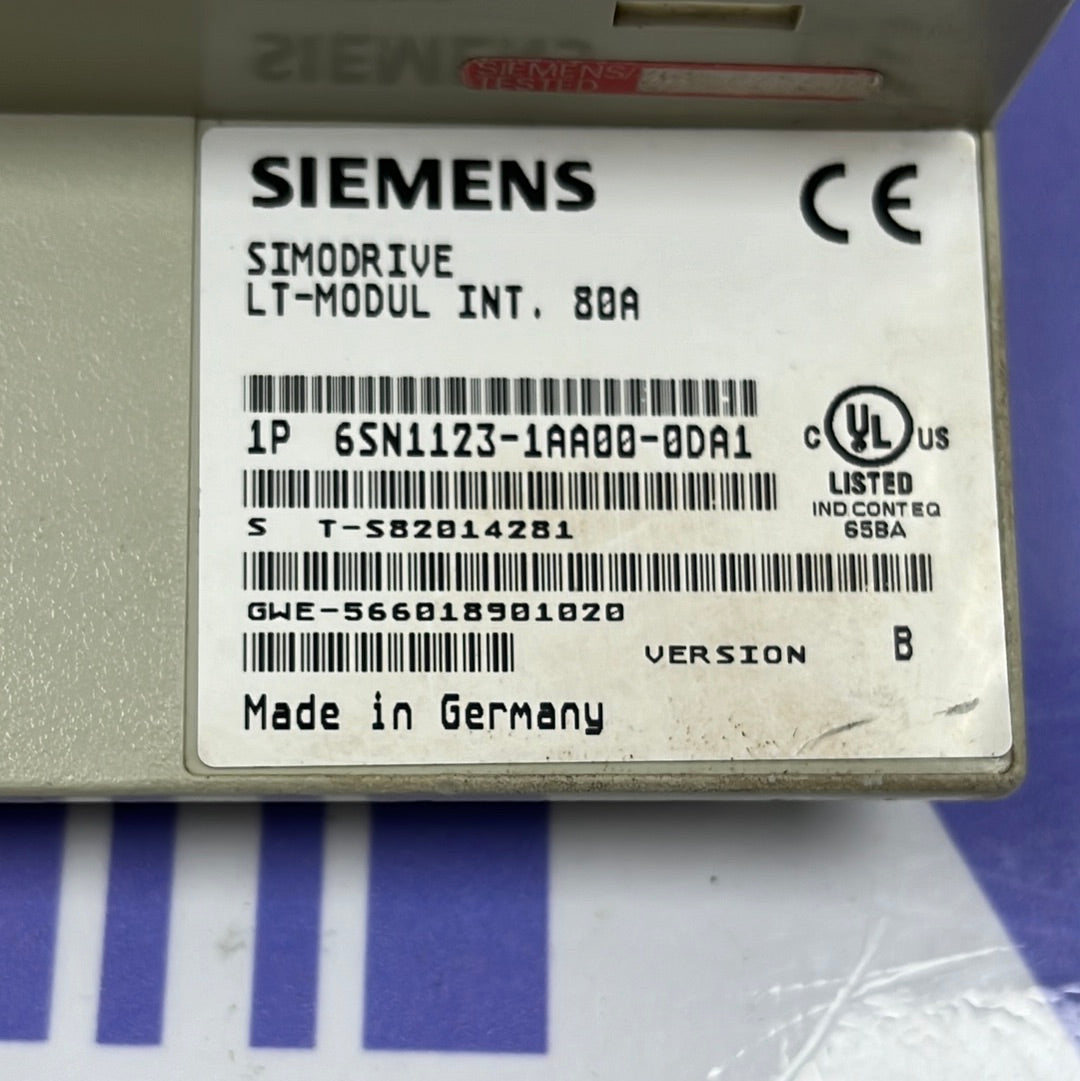 SIEMENS
SIEMENS/
TESTED
SIEMENS
CE
SIMODRIVE
LT-MODUL INT. 80A
1P 6SN1123-1AA00-0DA1
C UL US
LISTED
IND.CONT.EQ
65BA
S T-S82014281
GWE-566018901020
VERSION B
Made in Germany